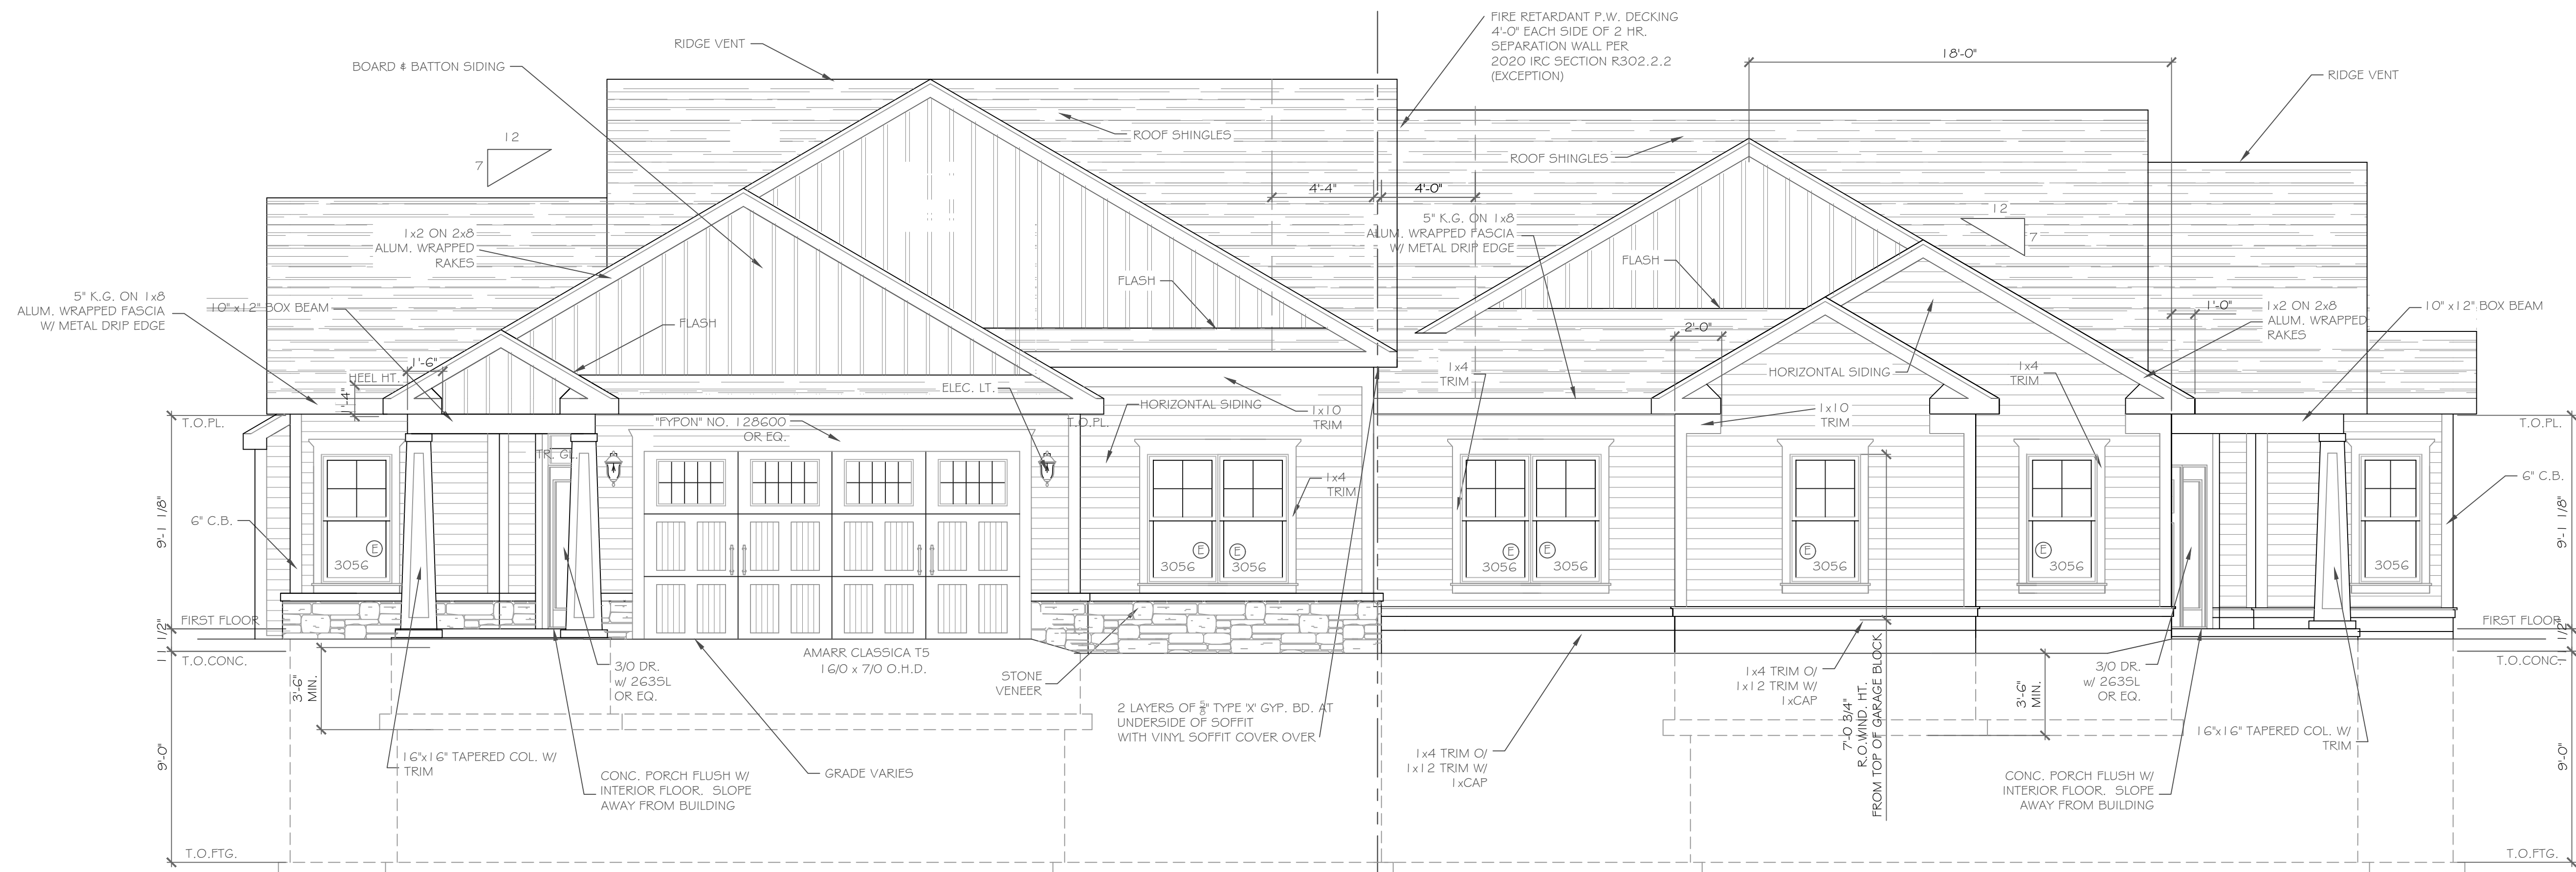 RIDGE VENT
BOARD & BATTON SIDING
12
7
ROOF SHINGLES
FIRE RETARDANT P.W. DECKING
4'-0" EACH SIDE OF 2 HR.
SEPARATION WALL PER
2020 IRC SECTION R302.2.2
(EXCEPTION)
18'-0"
RIDGE VENT
ROOF SHINGLES
4'-4"
4'-0"
12
7
1x2 ON 2x8
ALUM. WRAPPED
RAKES
5" K.G. ON 1x8
ALUM. WRAPPED FASCIA
W/ METAL DRIP EDGE
FLASH
FLASH
5" K.G. ON 1x8
ALUM. WRAPPED FASCIA
W/ METAL DRIP EDGE
10"x12" BOX BEAM
FLASH
1'-0"
1x2 ON 2x8
ALUM. WRAPPED
RAKES
10"x12" BOX BEAM
2'-0"
1'-6"
HEEL HT.
1'-4"
ELEC. LT.
1x4
TRIM
HORIZONTAL SIDING
1x4
TRIM
HORIZONTAL SIDING
1x10
TRIM
1x10
TRIM
T.O.PL.
"FYPON" NO. 128600
OR EQ.
T.O.PL.
T.O.PL.
TR. GL.
1x4
TRIM
6" C.B.
6" C.B.
9'-1 1/8"
9'-1 1/8"
E
3056
E
E
3056
3056
E
E
3056
3056
E
3056
E
3056
3056
FIRST FLOOR
FIRST FLOOR
11 1/2"
11 1/2"
T.O.CONC.
T.O.CONC.
AMARR CLASSICA T5
16/0 x 7/0 O.H.D.
3/0 DR.
w/ 263SL
OR EQ.
STONE
VENEER
1x4 TRIM O/
1x12 TRIM W/
1xCAP
3/0 DR.
w/ 263SL
OR EQ.
3'-6"
MIN.
3'-6"
MIN.
2 LAYERS OF 5/8" TYPE 'X' GYP. BD. AT
UNDERSIDE OF SOFFIT
WITH VINYL SOFFIT COVER OVER
7'-0 3/4"
R.O.WIND. HT.
FROM TOP OF GARAGE BLOCK
16"x16" TAPERED COL. W/
TRIM
16"x16" TAPERED COL. W/
TRIM
1x4 TRIM O/
1x12 TRIM W/
1xCAP
9'-0"
9'-0"
CONC. PORCH FLUSH W/
INTERIOR FLOOR. SLOPE
AWAY FROM BUILDING
GRADE VARIES
CONC. PORCH FLUSH W/
INTERIOR FLOOR. SLOPE
AWAY FROM BUILDING
T.O.FTG.
T.O.FTG.